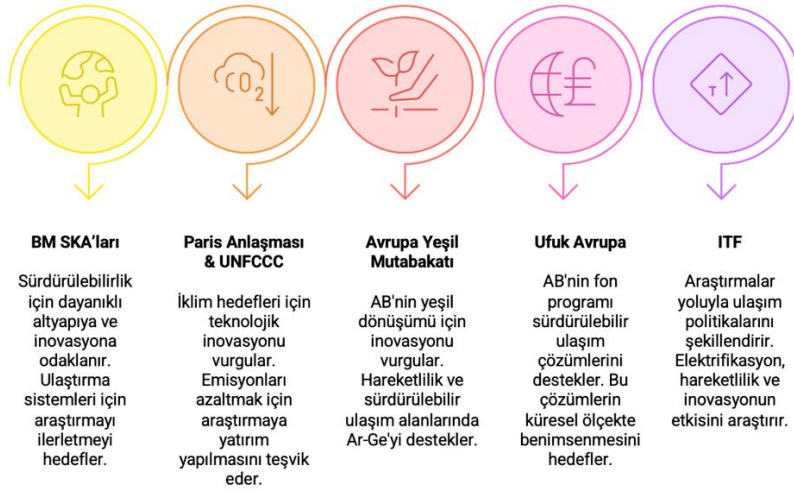 CO2
T
BM SKA’ları
Sürdürülebilirlik
için dayanıklı
altyapıya ve
inovasyona
odaklanır.
Ulaştırma
sistemleri için
araştırmayı
ilerletmeyi
hedefler.
Paris Anlaşması
& UNFCCC
İklim hedefleri için
teknolojik
inovasyonu
vurgular.
Emisyonları
azaltmak için
araştırmaya
yatırım
yapılmasını teşvik
eder.
Avrupa Yeşil
Mutabakatı
AB'nin yeşil
dönüşümü için
inovasyonu
vurgular.
Hareketlilik ve
sürdürülebilir
ulaşım alanlarında
Ar-Ge'yi destekler.
Ufuk Avrupa
AB'nin fon
programı
sürdürülebilir
ulaşım
çözümlerini
destekler. Bu
çözümlerin
küresel ölçekte
benimsenmesini
hedefler.
ITF
Araştırmalar
yoluyla ulaşım
politikalarını
şekillendirir.
Elektrifikasyon,
hareketlilik ve
inovasyonun
etkisini araştırır.